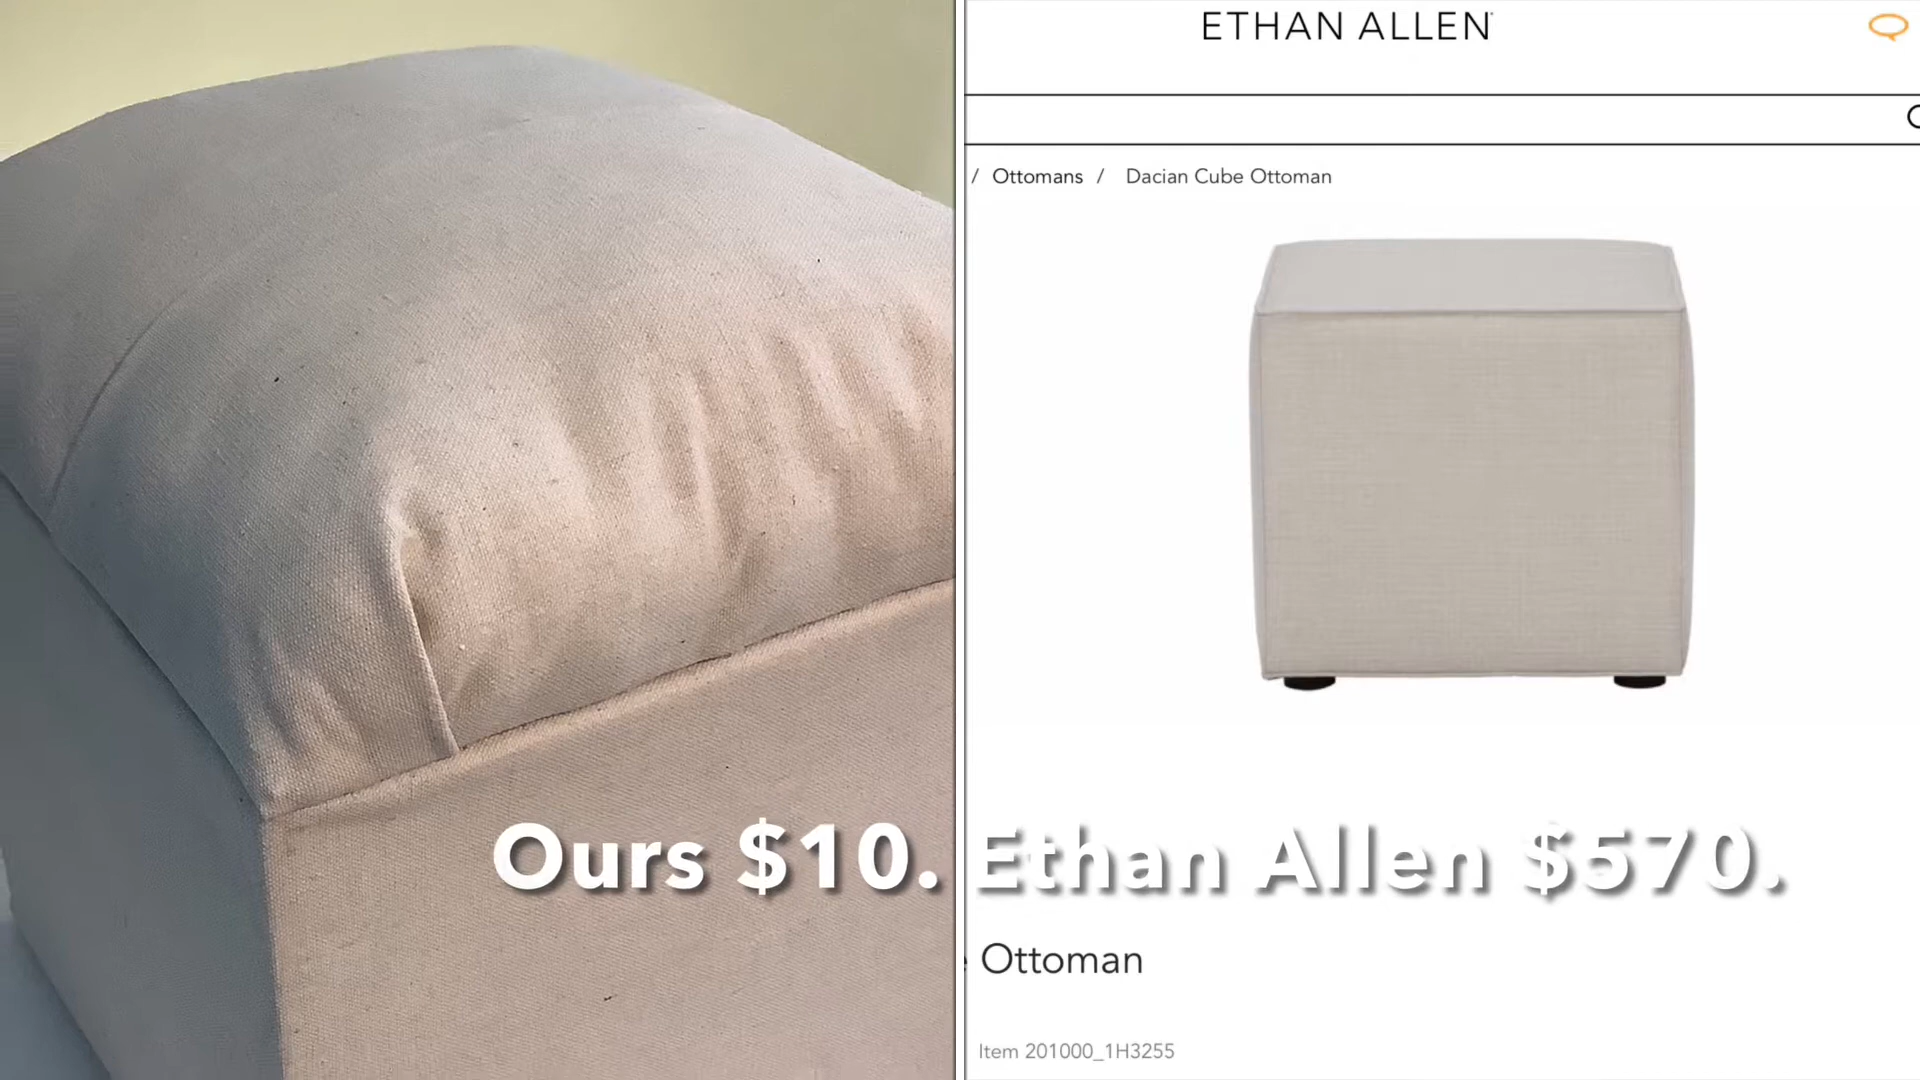 ETHAN ALLEN
/ Ottomans / Dacian Cube Ottoman
Ours $10. Ethan Allen $570.
Ottoman
Item 201000_1H3255